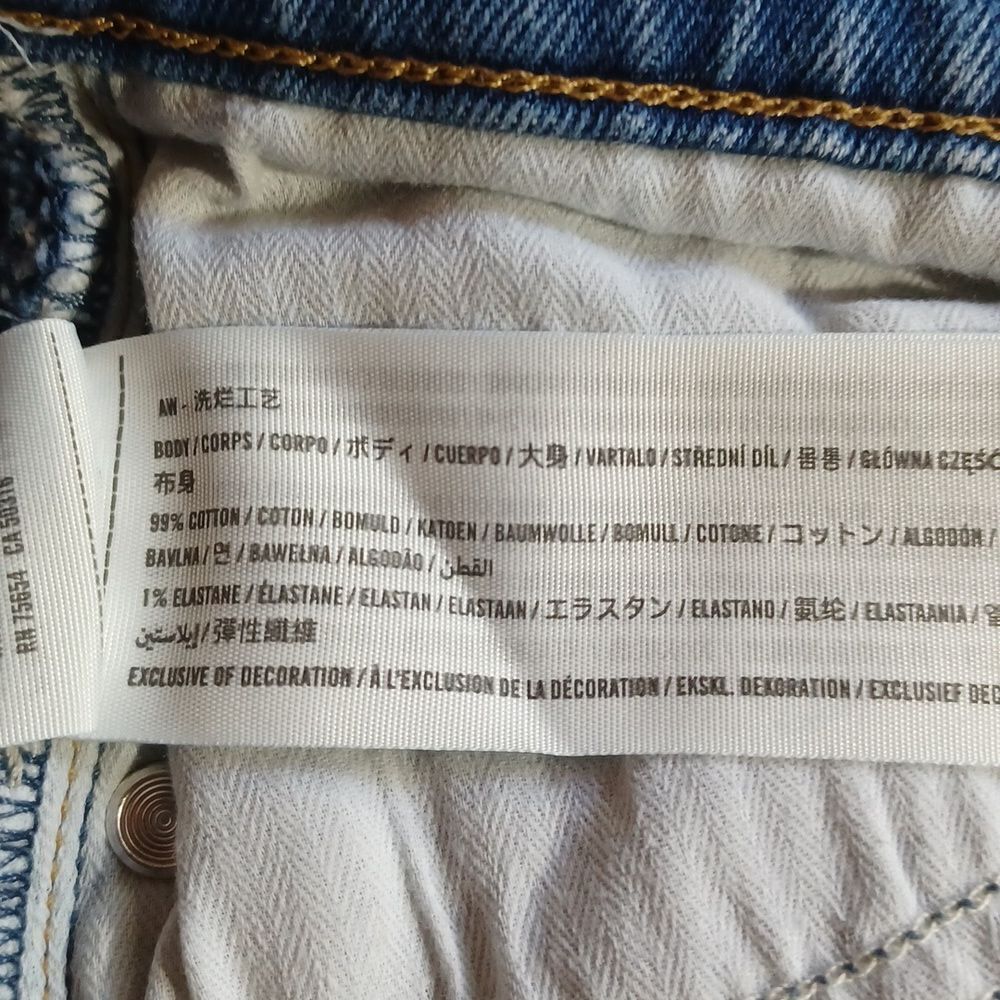 AW - 洗烂工艺
BODY / CORPS / CORPO / ボディ / CUERPO / 大身 / VARTALO / STŘEDNÍ DÍL / 몸통 / GŁÓWNA CZĘŚĆ
布身
99% COTTON / COTON / BOMULD / KATOEN / BAUMWOLLE / BOMULL / COTONE / コットン / ALGODÓN /
BAVLNA / 면 / BAWEŁNA / ALGODÃO / القطن
1% ELASTANE / ÉLASTANE / ELASTAN / ELASTAAN / エラスタン / ELASTANO / 氨纶 / ELASTAANIA /
إيلاستين / 彈性纖維
EXCLUSIVE OF DECORATION / À L'EXCLUSION DE LA DÉCORATION / EKSKL. DEKORATION / EXCLUSIEF DEC
RN 75654 CA 50316